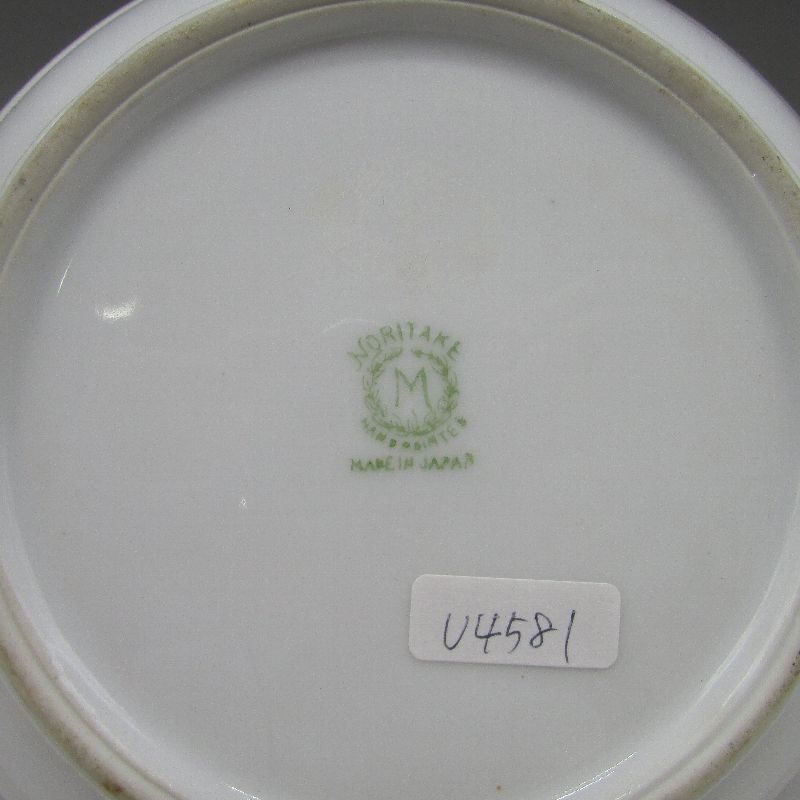 NORITAKE
M
HAND PAINTED
MADE IN JAPAN
U4581